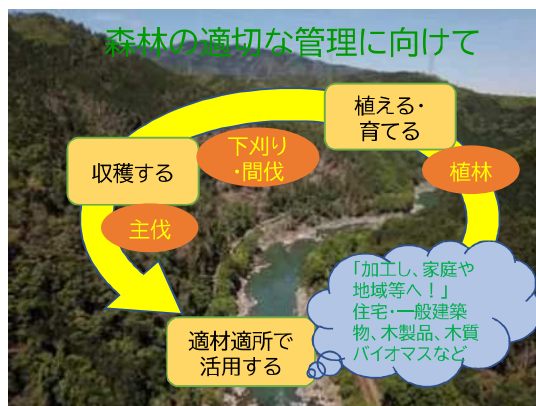 森林の適切な管理に向けて
植える・
育てる
下刈り
・間伐
収穫する
植林
主伐
「加工し、家庭や
地域等へ！」
住宅・一般建築
物、木製品、木質
バイオマスなど
適材適所で
活用する